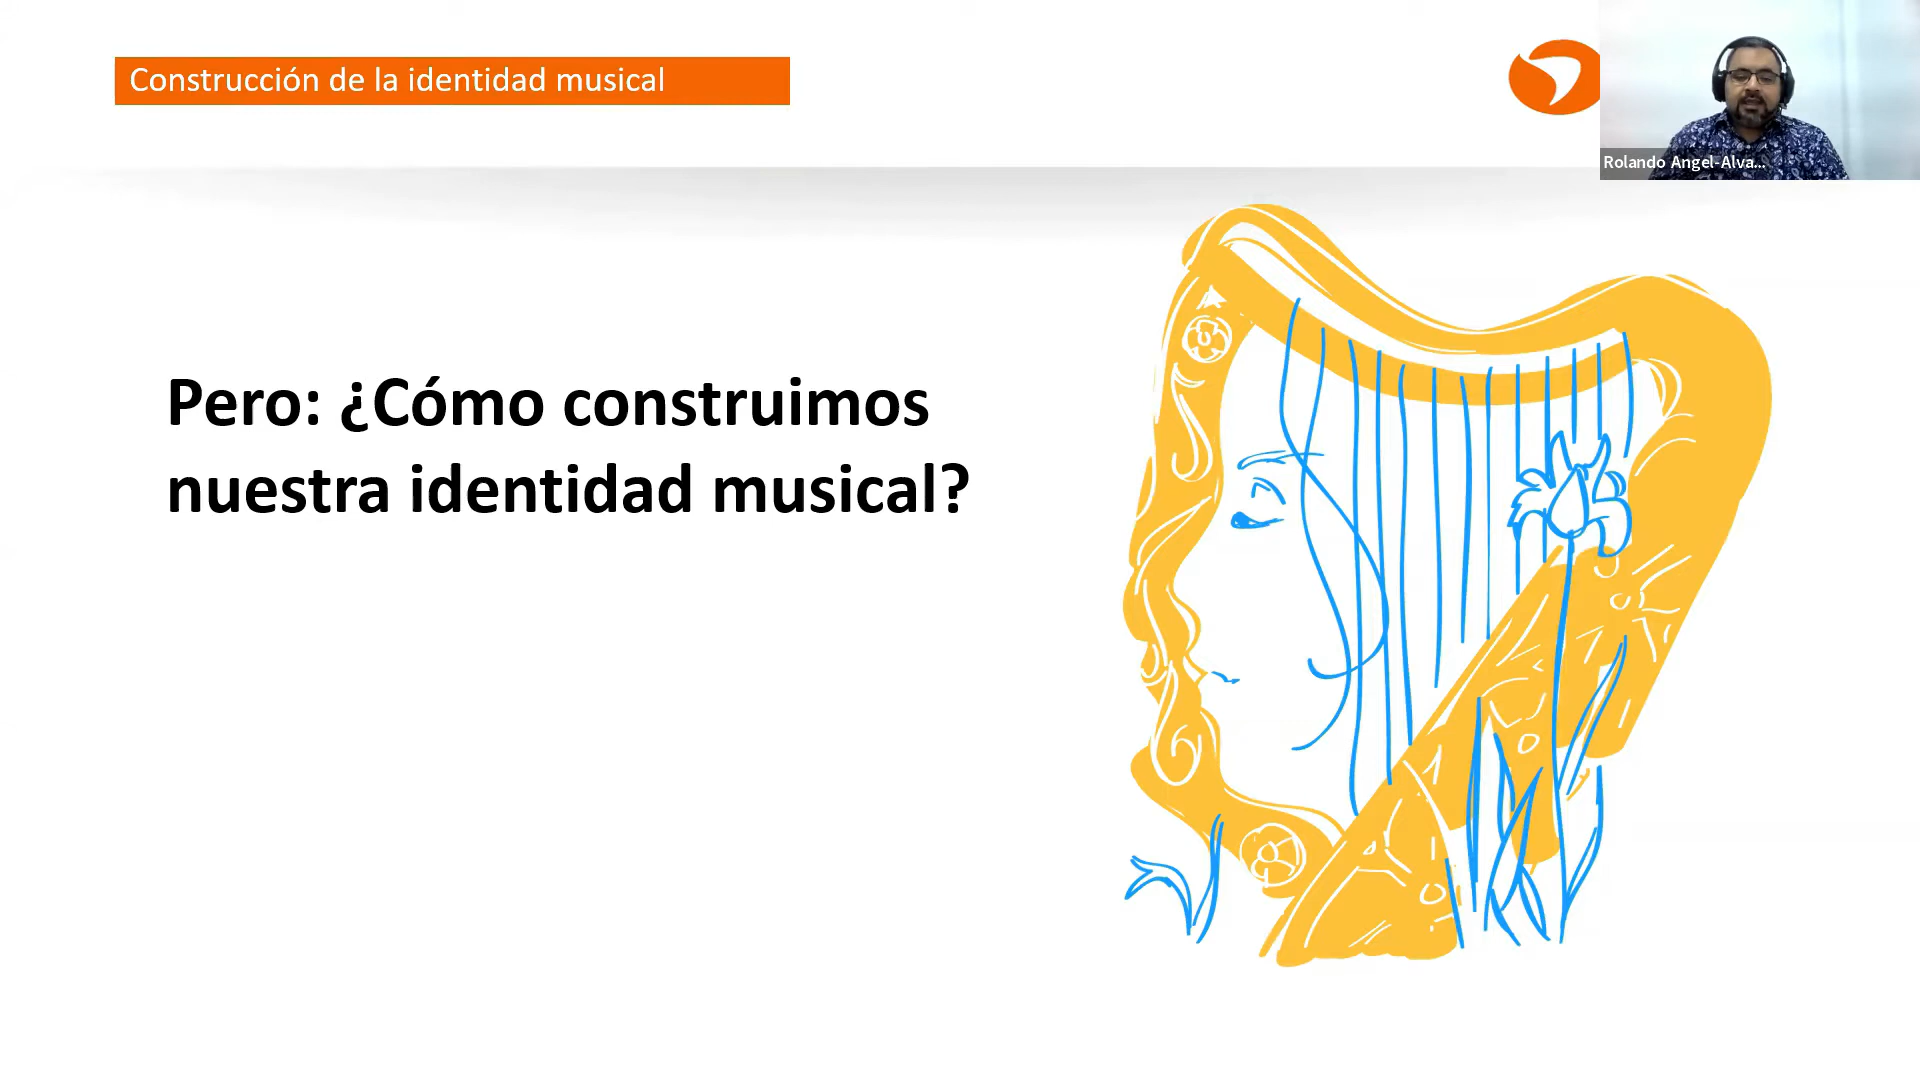 Construcción de la identidad musical
Rolando Angel-Alva...
Pero: ¿Cómo construimos
nuestra identidad musical?